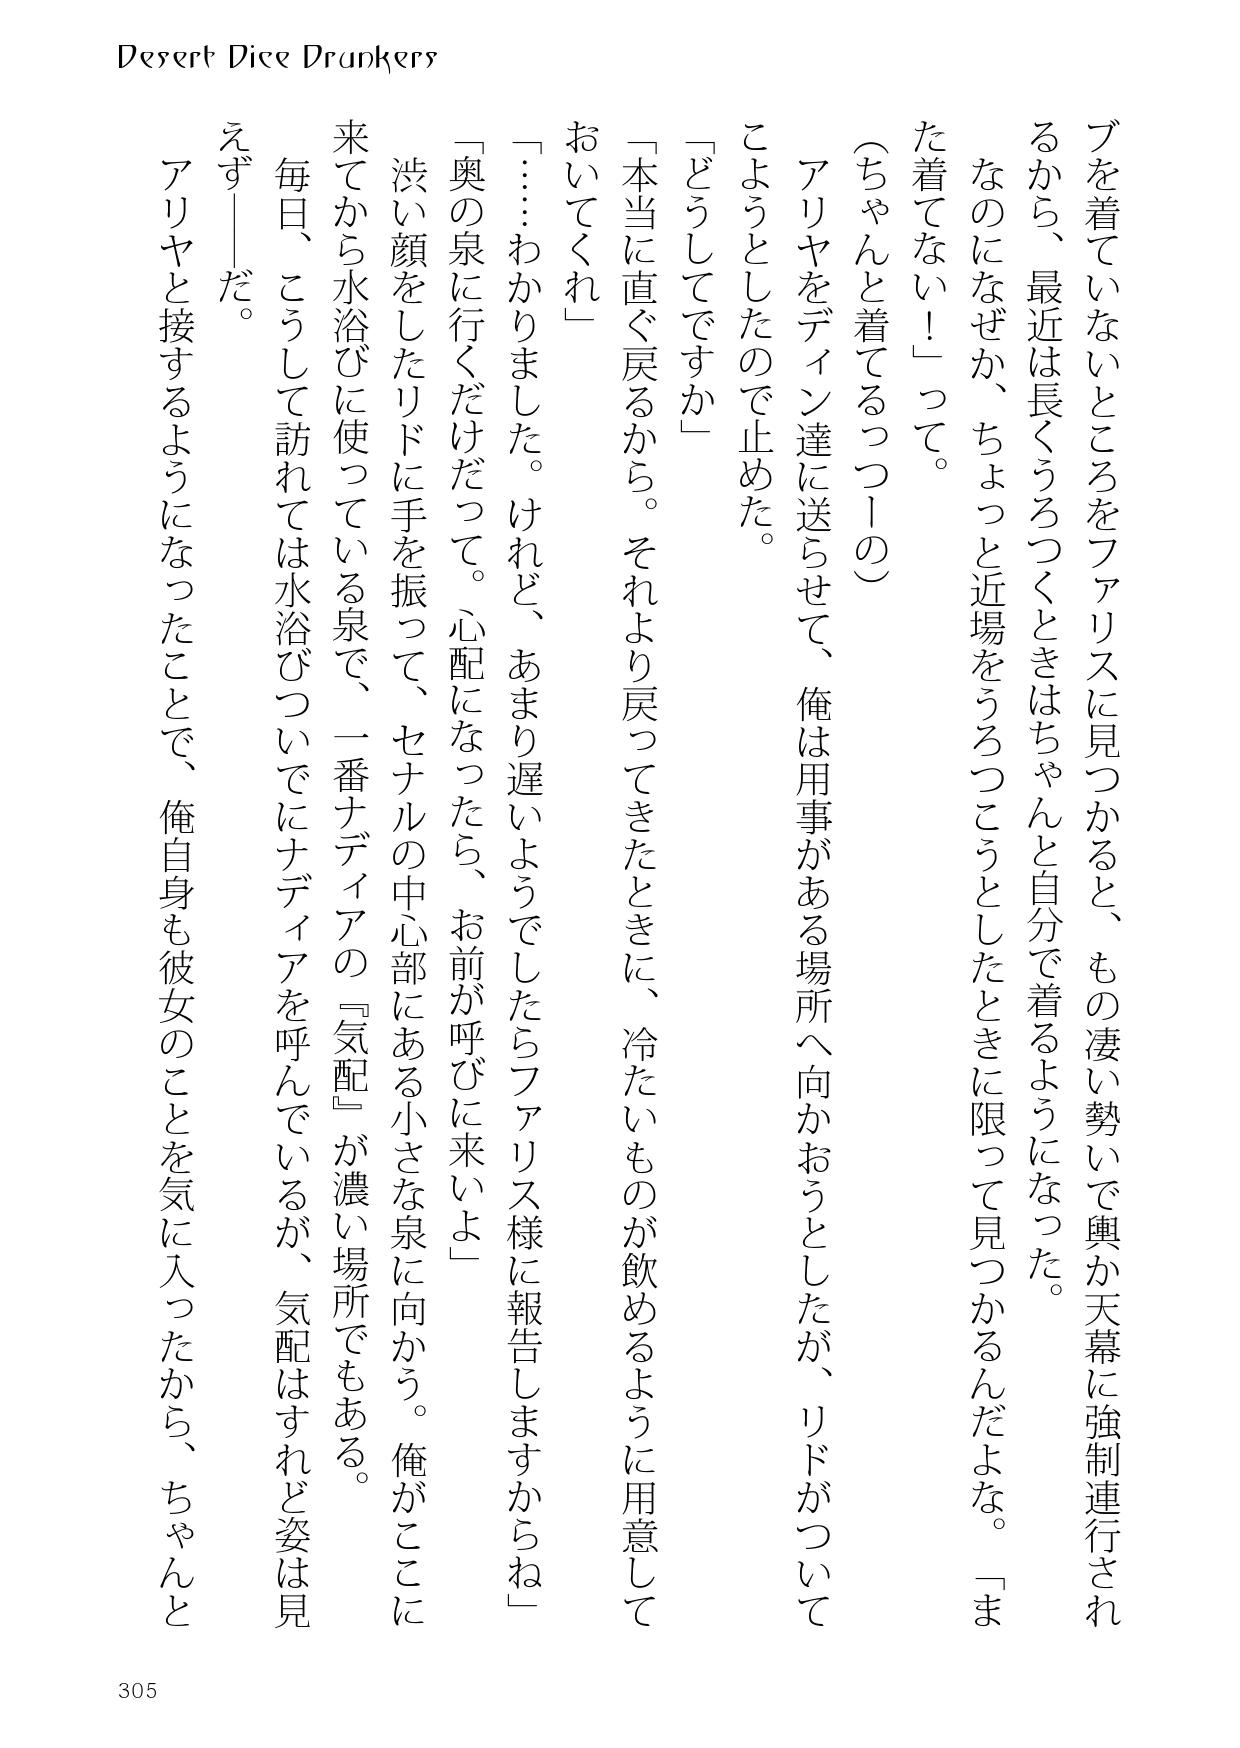 Desert Dice Drunkers
ブを着ていないところをファリスに見つかると、もの凄い勢いで輿か天幕に強制連行され
るから、最近は長くうろつくときはちゃんと自分で着るようになった。
なのになぜか、ちょっと近場をうろつこうとしたときに限って見つかるんだよな。「ま
た着てない！」って。
（ちゃんと着てるっつーの）
アリヤをディン達に送らせて、俺は用事がある場所へ向かおうとしたが、リドがついて
こようとしたので止めた。
「どうしてですか」
「本当に直ぐ戻るから。それより戻ってきたときに、冷たいものが飲めるように用意して
おいてくれ」
「……わかりました。けれど、あまり遅いようでしたらファリス様に報告しますからね」
「奥の泉に行くだけだって。心配になったら、お前が呼びに来いよ」
渋い顔をしたリドに手を振って、セナルの中心部にある小さな泉に向かう。俺がここに
来てから水浴びに使っている泉で、一番ナディアの『気配』が濃い場所でもある。
毎日、こうして訪れては水浴びついでにナディアを呼んでいるが、気配はすれど姿は見
えず――だ。
アリヤと接するようになったことで、俺自身も彼女のことを気に入ったから、ちゃんと
305